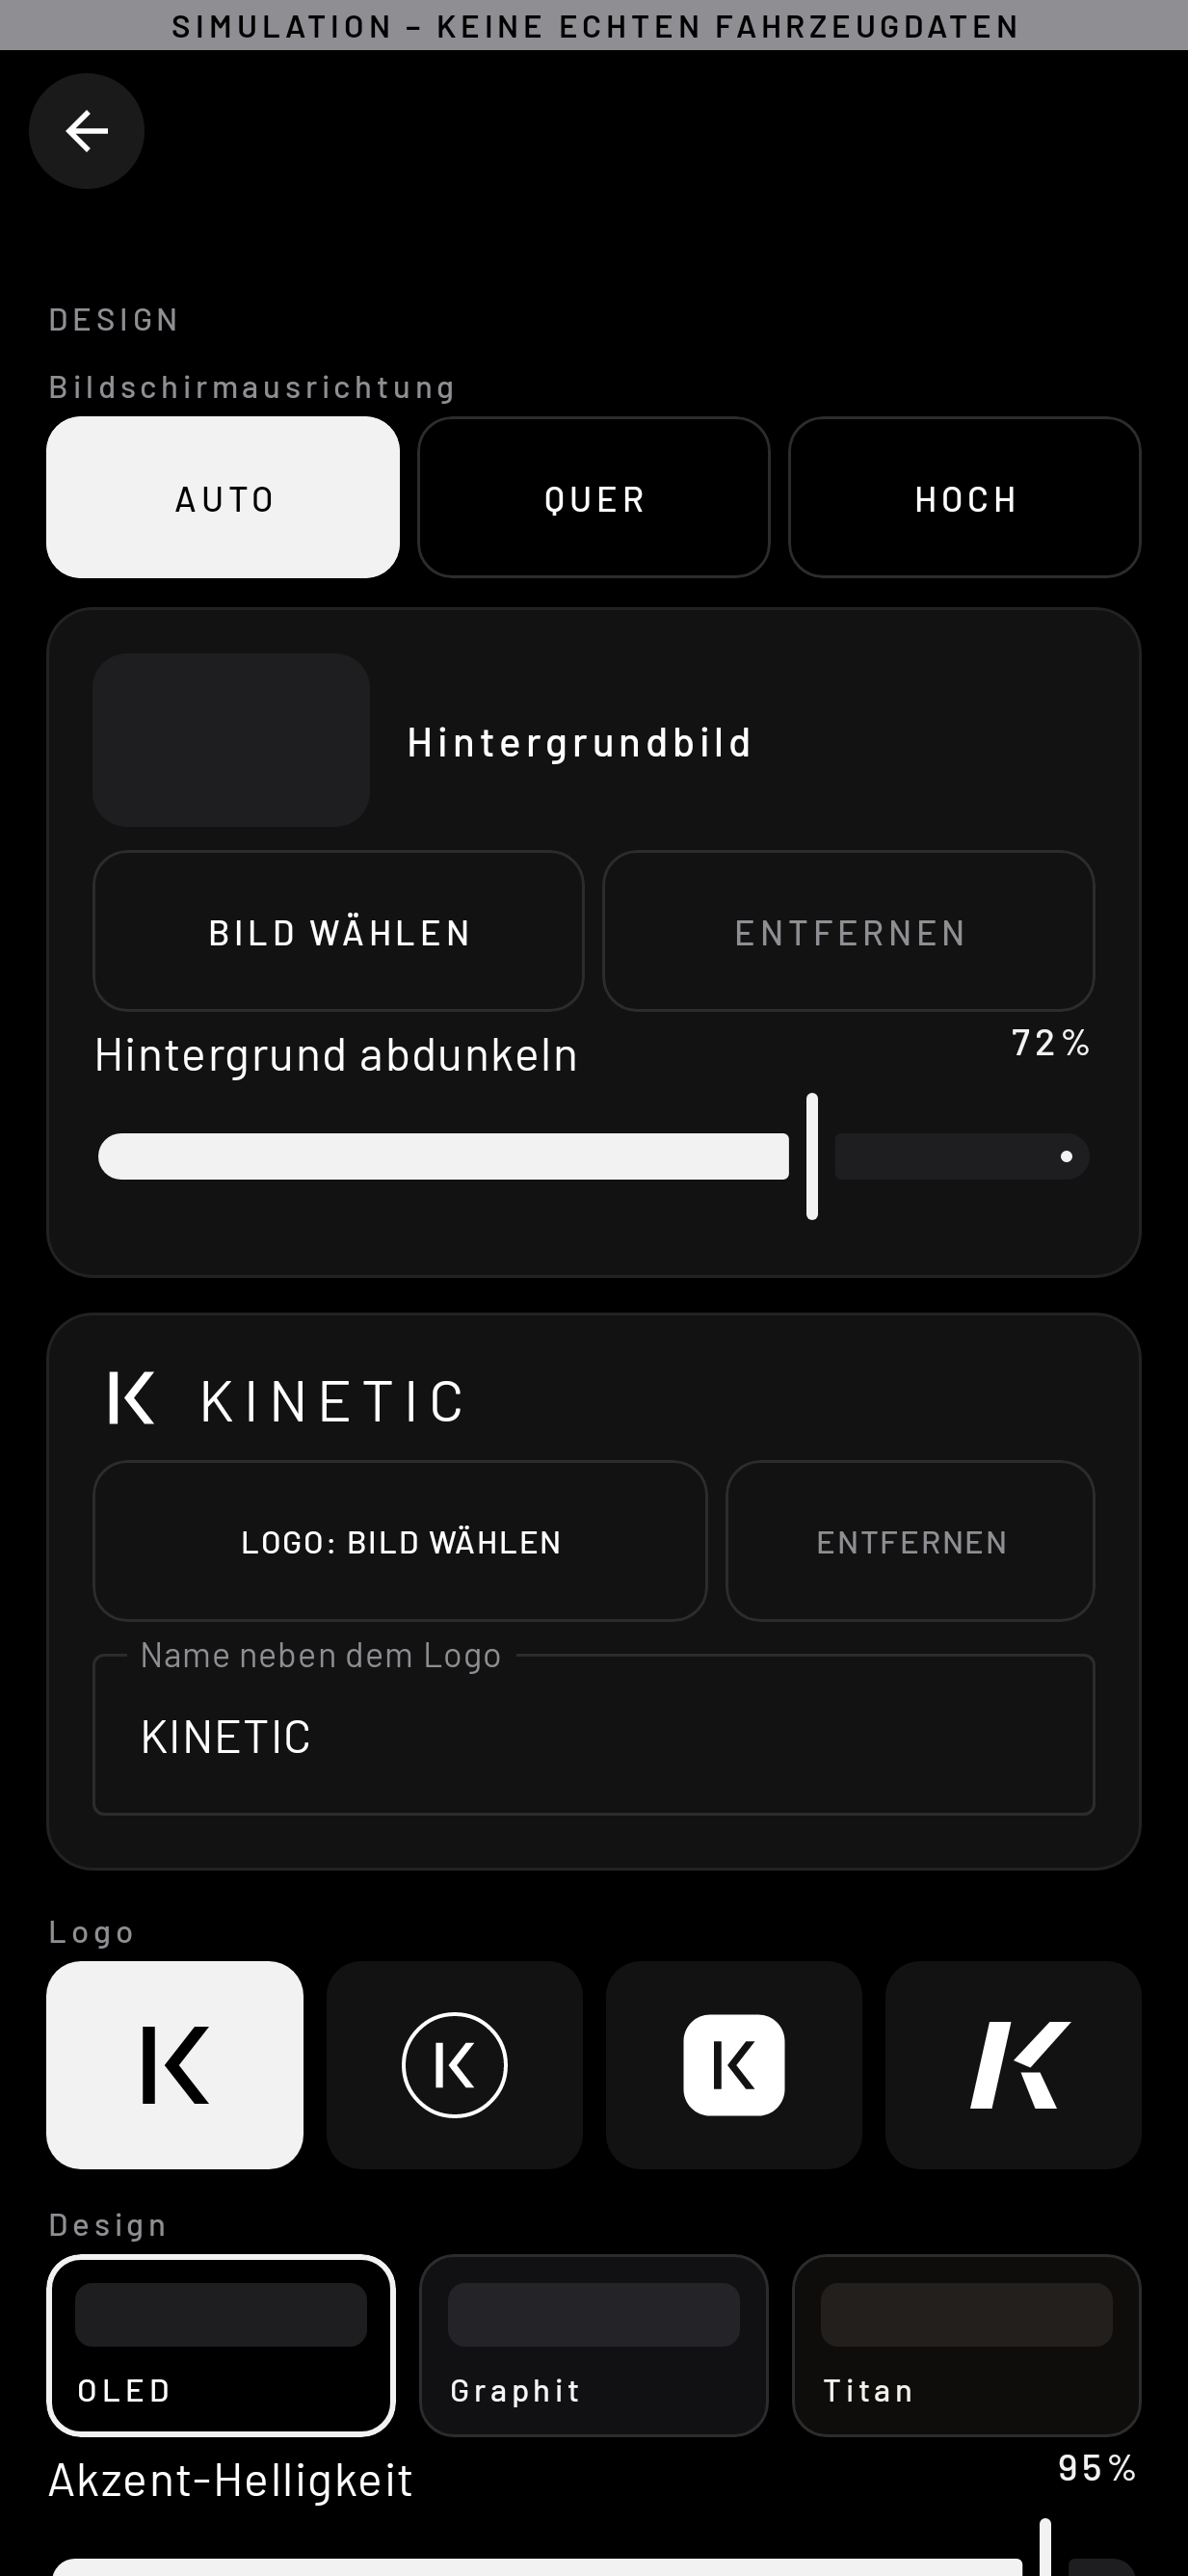 SIMULATION – KEINE ECHTEN FAHRZEUGDATEN
DESIGN
Bildschirmausrichtung
AUTO
QUER
HOCH
Hintergrundbild
BILD WÄHLEN
ENTFERNEN
Hintergrund abdunkeln
72%
KINETIC
LOGO: BILD WÄHLEN
ENTFERNEN
Name neben dem Logo
KINETIC
Logo
K
K
K
K
Design
OLED
Graphit
Titan
Akzent-Helligkeit
95%